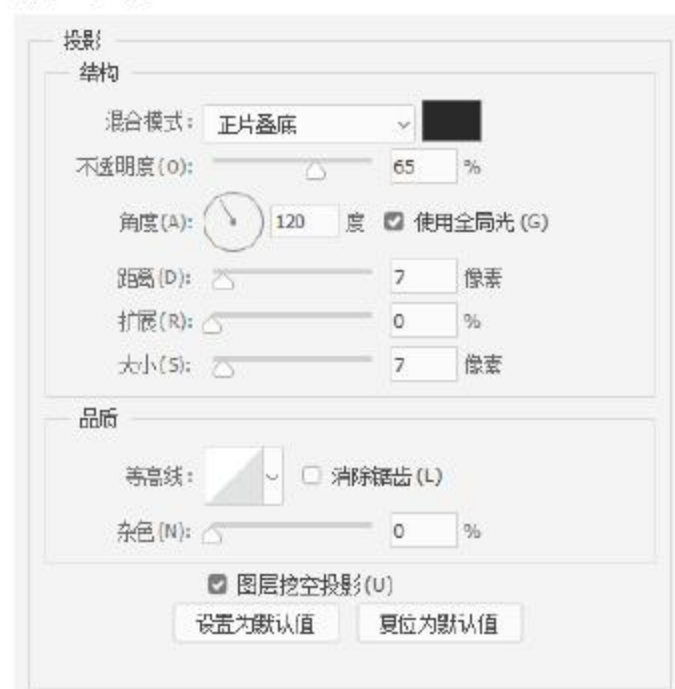 投影
结构
混合模式: 正片叠底
不透明度(O): 65 %
角度(A): 120 度 使用全局光(G)
距离(D): 7 像素
扩展(R): 0 %
大小(S): 7 像素
品质
等高线: 消除锯齿(L)
杂色(N): 0 %
图层挖空投影(U)
设置为默认值 复位为默认值